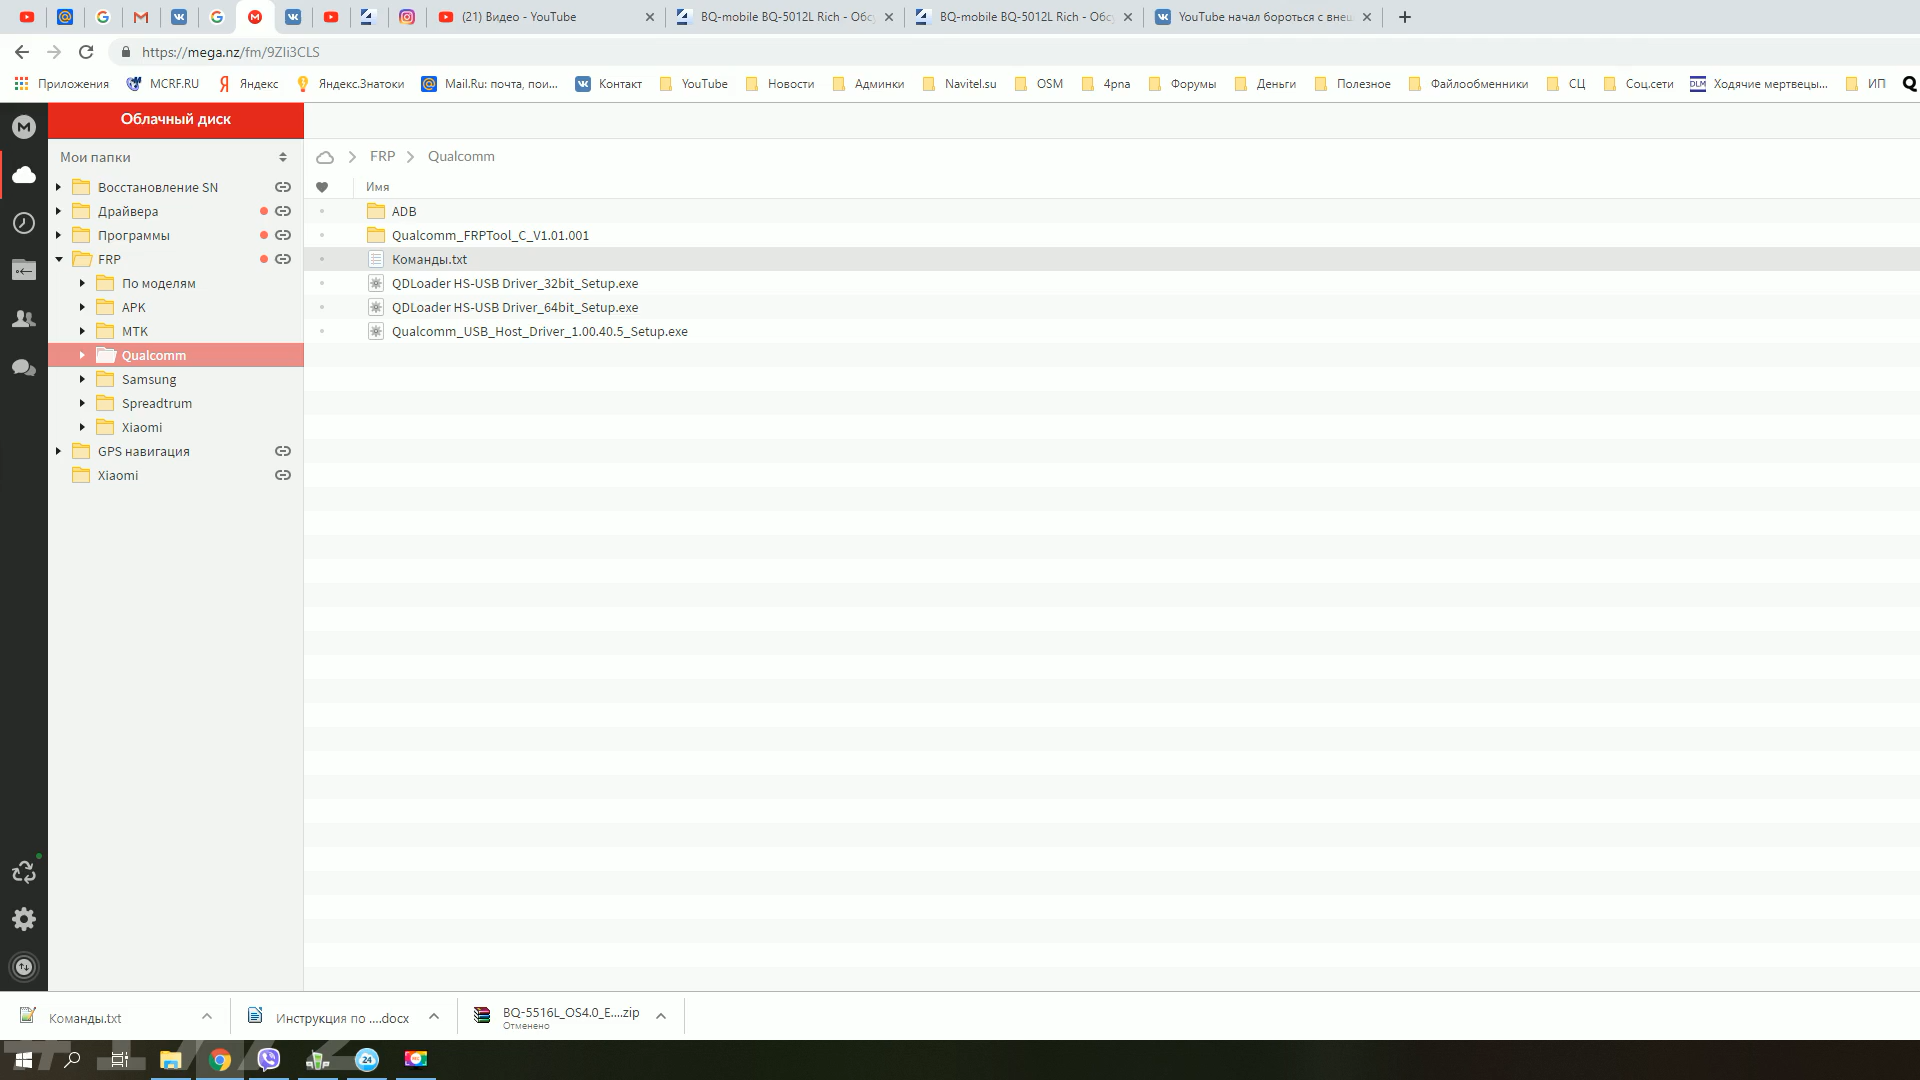 (21) Видео - YouTube
BQ-mobile BQ-5012L Rich - Обс
BQ-mobile BQ-5012L Rich - Обс
YouTube начал бороться с внеш
https://mega.nz/fm/9ZIi3CLS
Приложения
MCRF.RU
Яндекс
Яндекс.Знатоки
Mail.Ru: почта, пои...
Контакт
YouTube
Новости
Админки
Navitel.su
OSM
4pna
Форумы
Деньги
Полезное
Файлообменники
СЦ
Соц.сети
DLM
Ходячие мертвецы...
ИП
Облачный диск
Мои папки
Восстановление SN
Драйвера
Программы
FRP
По моделям
APK
MTK
Qualcomm
Samsung
Spreadtrum
Xiaomi
GPS навигация
Xiaomi
FRP
Qualcomm
Имя
ADB
Qualcomm_FRPTool_C_V1.01.001
Команды.txt
QDLoader HS-USB Driver_32bit_Setup.exe
QDLoader HS-USB Driver_64bit_Setup.exe
Qualcomm_USB_Host_Driver_1.00.40.5_Setup.exe
Команды.txt
Инструкция по ....docx
BQ-5516L_OS4.0_E....zip
Отменено
24